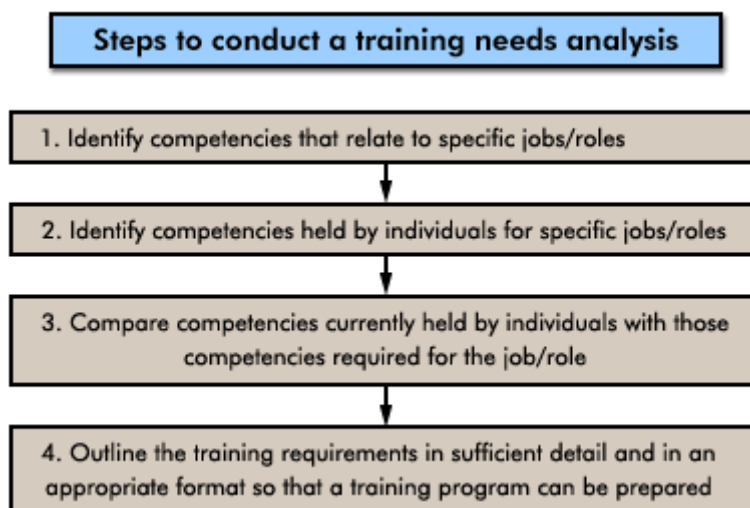 Steps to conduct a training needs analysis
1. Identify competencies that relate to specific jobs/roles
2. Identify competencies held by individuals for specific jobs/roles
3. Compare competencies currently held by individuals with those
competencies required for the job/role
4. Outline the training requirements in sufficient detail and in an
appropriate format so that a training program can be prepared